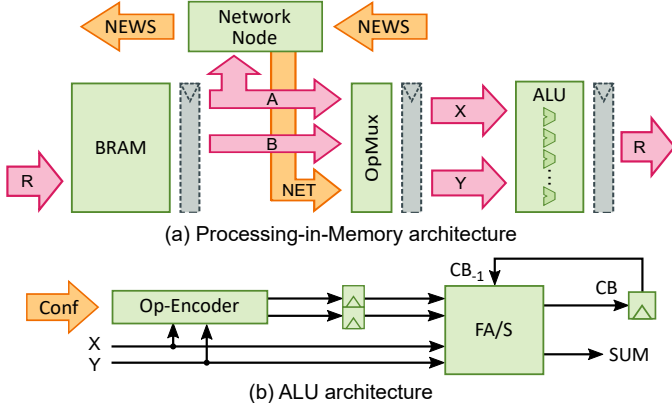 NEWS
Network
Node
NEWS
R
BRAM
A
B
NET
OpMux
X
Y
ALU
R
(a) Processing-in-Memory architecture
Conf
Op-Encoder
X
Y
CB-1
FA/S
CB
SUM
(b) ALU architecture